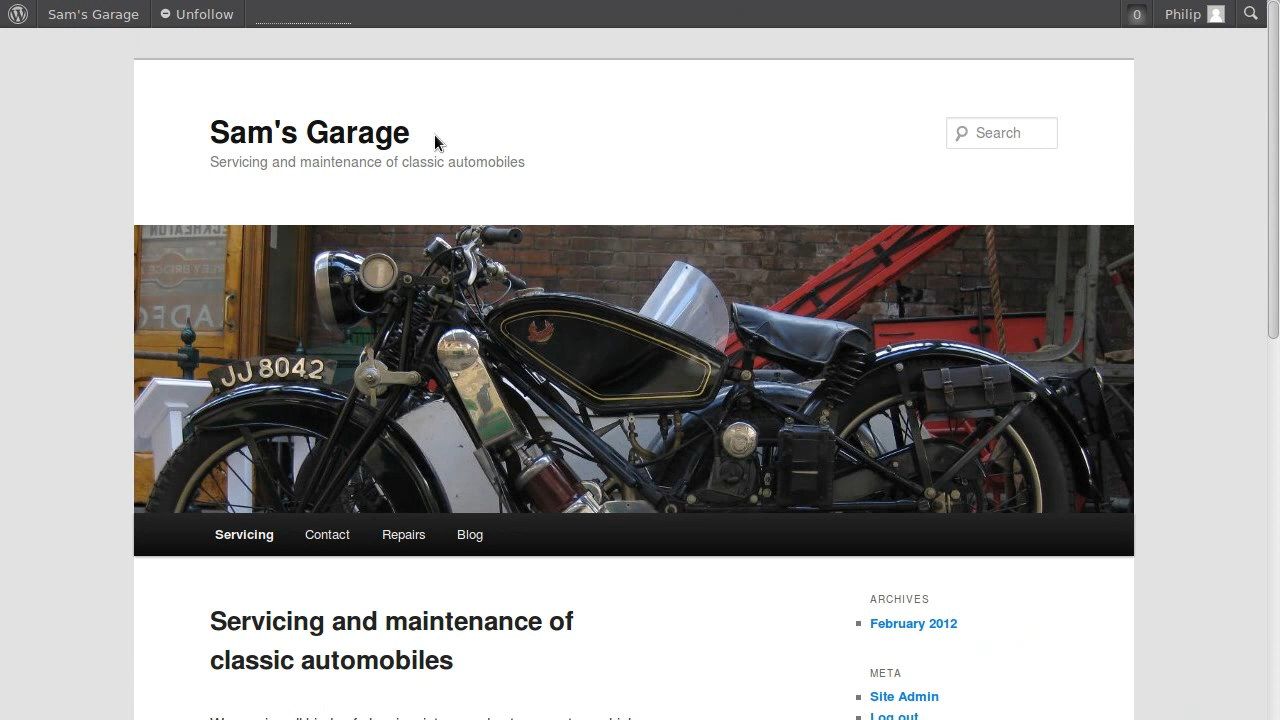 Sam's Garage
Unfollow
0
Philip
Sam's Garage
Servicing and maintenance of classic automobiles
Search
JJ 8042
Servicing
Contact
Repairs
Blog
Servicing and maintenance of
classic automobiles
ARCHIVES
February 2012
META
Site Admin
Log out